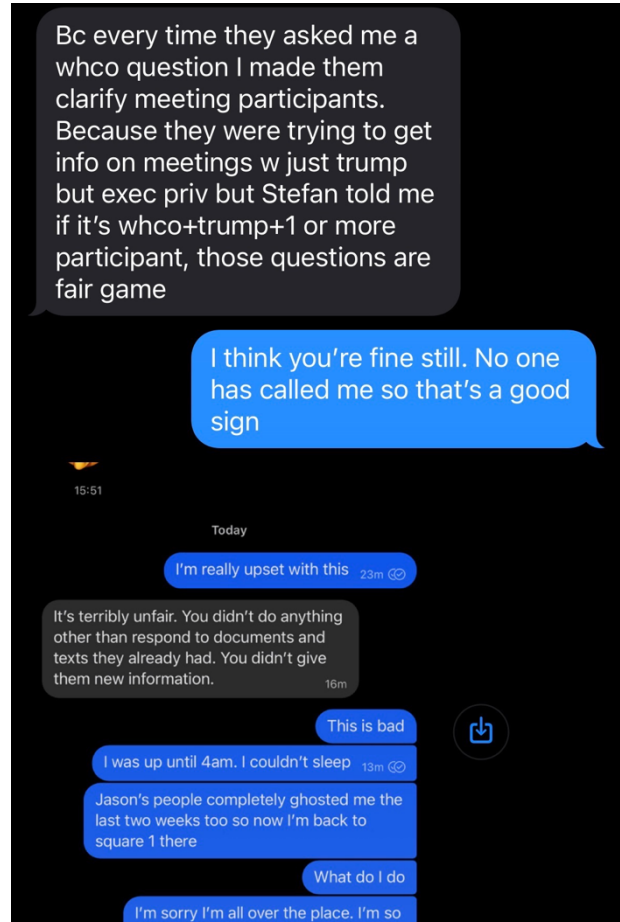 Bc every time they asked me a
whco question I made them
clarify meeting participants.
Because they were trying to get
info on meetings w just trump
but exec priv but Stefan told me
if it's whco+trump+1 or more
participant, those questions are
fair game
I think you're fine still. No one
has called me so that's a good
sign
15:51
Today
I'm really upset with this 23m
It's terribly unfair. You didn't do anything
other than respond to documents and
texts they already had. You didn't give
them new information. 16m
This is bad
I was up until 4am. I couldn't sleep 13m
Jason's people completely ghosted me the
last two weeks too so now I'm back to
square 1 there
What do I do
I'm sorry I'm all over the place. I'm so